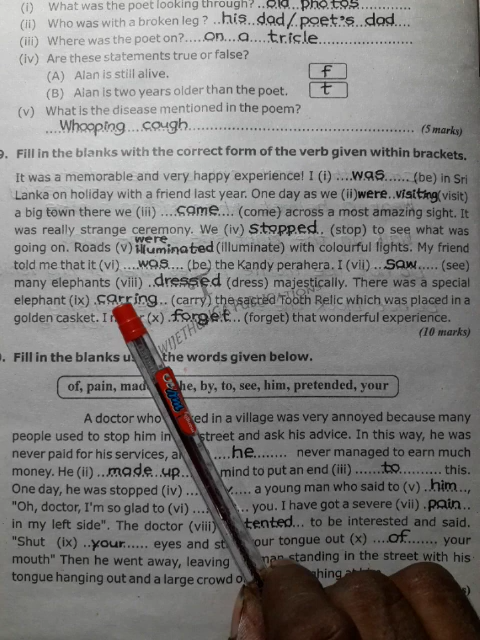 (i) What was the poet looking through? ..old photos
(ii) Who was with a broken leg ? ..his dad/poet's dad
(iii) Where was the poet on?....on a tricle
(iv) Are these statements true or false?
(A) Alan is still alive. f
(B) Alan is two years older than the poet. t
(v) What is the disease mentioned in the poem?
....Whooping cough.......... (5 marks)
9. Fill in the blanks with the correct form of the verb given within brackets.
It was a memorable and very happy experience! I (i) ....was...... (be) in Sri
Lanka on holiday with a friend last year. One day as we (ii)were visiting(visit)
a big town there we (iii) ....came.... (come) across a most amazing sight. It
was really strange ceremony. We (iv) stopped.. (stop) to see what was
going on. Roads (v) were illuminated (illuminate) with colourful lights. My friend
told me that it (vi) ....was.... (be) the Kandy perahera. I (vii) ..Saw.... (see)
many elephants (viii) ..dressed (dress) majestically. There was a special
elephant (ix) .carring.. (carry) the sacred Tooth Relic which was placed in a
golden casket. I (x) .forget.. (forget) that wonderful experience.
(10 marks)
Fill in the blanks the words given below.
of, pain, made he, by, to, see, him, pretended, your
A doctor who in a village was very annoyed because many
people used to stop him in street and ask his advice. In this way, he was
never paid for his services, ....he........ never managed to earn much
money. He (ii) ....made up... mind to put an end (iii) ......to.......... this.
One day, he was stopped (iv) .... a young man who said to (v) ..him..,
"Oh, doctor, I'm so glad to (vi) .... you. I have got a severe (vii) .pain..
in my left side". The doctor (viii) tented... to be interested and said.
"Shut (ix) ..your...... eyes and your tongue out (x) ....of...... your
mouth" Then he went away, leaving man standing in the street with his
tongue hanging out and a large crowd